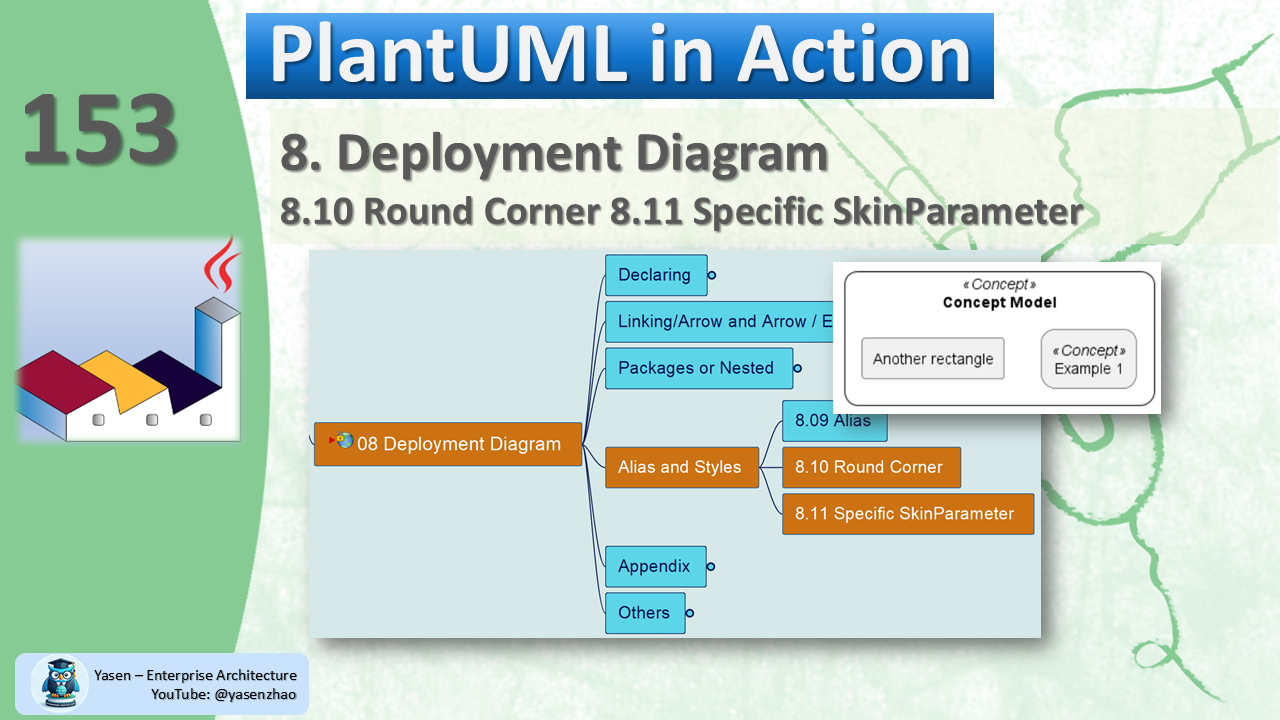 PlantUML in Action
153
8. Deployment Diagram
8.10 Round Corner 8.11 Specific SkinParameter
Declaring
Linking/Arrow and Arrow / E
Packages or Nested
08 Deployment Diagram
Alias and Styles
8.09 Alias
8.10 Round Corner
8.11 Specific SkinParameter
Appendix
Others
«Concept»
Concept Model
Another rectangle
«Concept»
Example 1
Yasen – Enterprise Architecture
YouTube: @yasenzhao